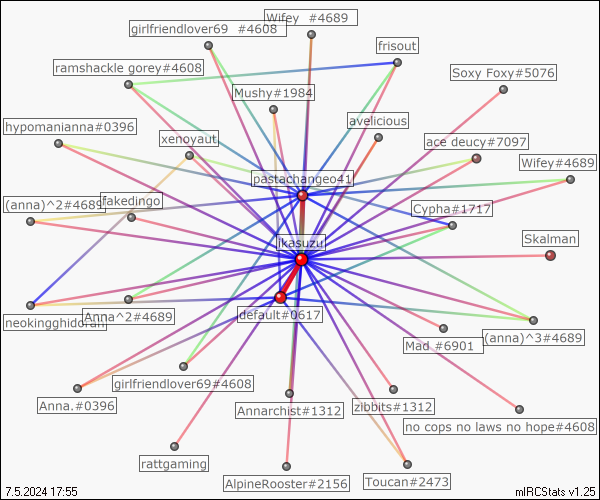 Wifey  #4689
girlfriendlover69  #4608
frisout
ramshackle gorey#4608
Soxy Foxy#5076
Mushy#1984
avelicious
hypomanianna#0396
xenoyaut
ace deucy#7097
Wifey#4689
pastachangeo41
(anna)^2#4689
fakedingo
Cypha#1717
ikasuzu
Skalman
neokingghidorah
Anna^2#4689
default#0617
Mad #6901
(anna)^3#4689
girlfriendlover69#4608
Anna.#0396
Annarchist#1312
zibbits#1312
no cops no laws no hope#4608
rattgaming
AlpineRooster#2156
Toucan#2473
7.5.2024 17:55
mIRCStats v1.25